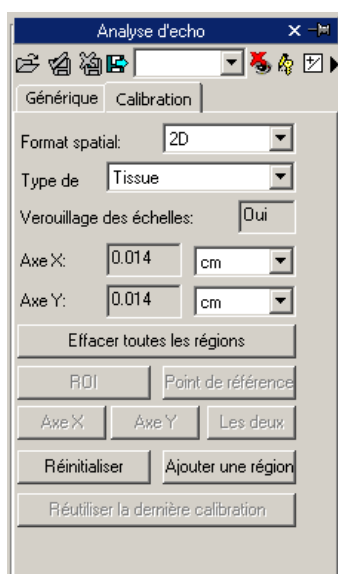 Analyse d'echo
Générique Calibration
Format spatial: 2D
Type de Tissue
Verouillage des échelles: Oui
Axe X: 0.014 cm
Axe Y: 0.014 cm
Effacer toutes les régions
ROI Point de référence
Axe X Axe Y Les deux
Réinitialiser Ajouter une région
Réutiliser la dernière calibration